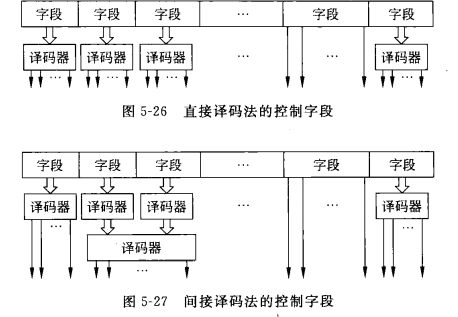 字段 字段 字段 … 字段 字段
译码器 译码器 译码器 … … 译码器
… … … …
图 5-26 直接译码法的控制字段
字段 字段 字段 … 字段 字段
译码器 译码器 译码器 … … 译码器
… …
译码器
…
图 5-27 间接译码法的控制字段